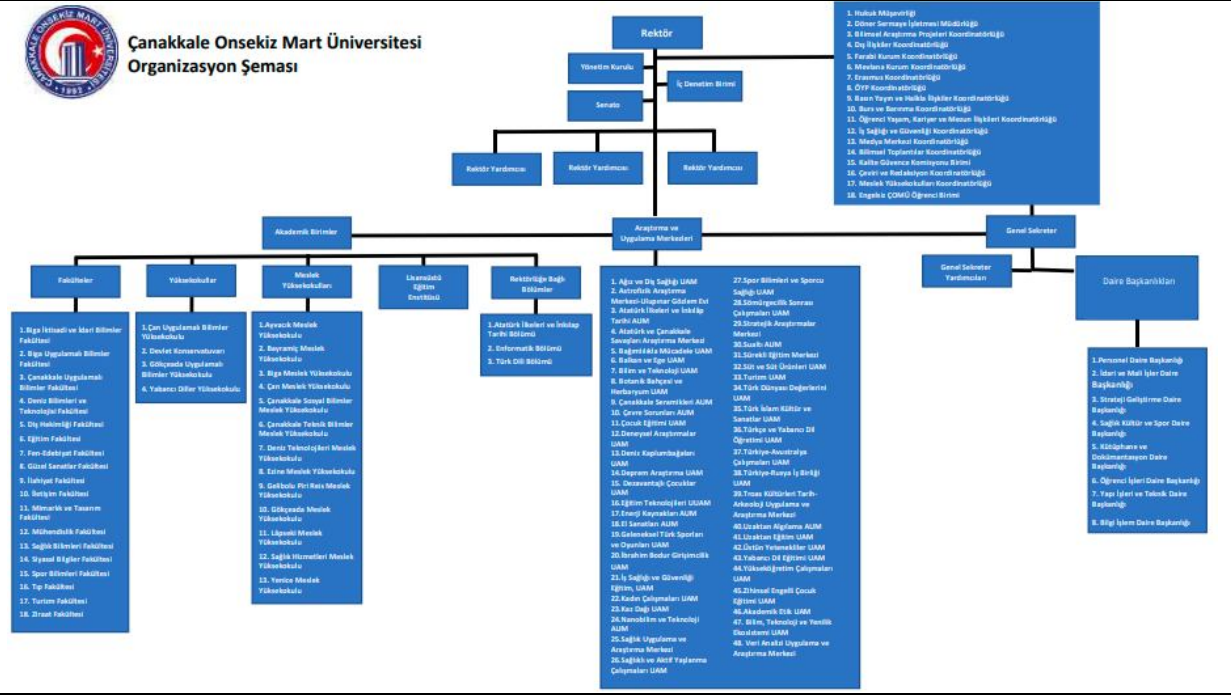 Çanakkale Onsekiz Mart Üniversitesi
Organizasyon Şeması
ÇANAKKALE ONSEKİZ MART ÜNİVERSİTESİ
1992
Rektör
Yönetim Kurulu
İç Denetim Birimi
Senato
Rektör Yardımcısı
Rektör Yardımcısı
Rektör Yardımcısı
1. Hukuk Müşavirliği
2. Döner Sermaye İşletmesi Müdürlüğü
3. Bilimsel Araştırma Projeleri Koordinatörlüğü
4. Dış İlişkiler Koordinatörlüğü
5. Farabi Kurum Koordinatörlüğü
6. Mevlana Kurum Koordinatörlüğü
7. Erasmus Koordinatörlüğü
8. ÖYP Koordinatörlüğü
9. Basın Yayın ve Halkla İlişkiler Koordinatörlüğü
10. Burs ve Barınma Koordinatörlüğü
11. Öğrenci Yaşam, Kariyer ve Mezun İlişkileri Koordinatörlüğü
12. İş Sağlığı ve Güvenliği Koordinatörlüğü
13. Medya Merkezi Koordinatörlüğü
14. Bilimsel Toplantılar Koordinatörlüğü
15. Kalite Güvence Komisyonu Birimi
16. Çeviri ve Redaksiyon Koordinatörlüğü
17. Meslek Yüksekokulları Koordinatörlüğü
18. Engelsiz ÇOMÜ Öğrenci Birimi
Akademik Birimler
Araştırma ve
Uygulama Merkezleri
Genel Sekreter
Genel Sekreter
Yardımcıları
Daire Başkanlıkları
Fakülteler
Yüksekokullar
Meslek
Yüksekokulları
Lisansüstü
Eğitim
Enstitüsü
Rektörlüğe Bağlı
Bölümler
1.Biga İktisadi ve İdari Bilimler
Fakültesi
2. Biga Uygulamalı Bilimler
Fakültesi
3. Çanakkale Uygulamalı
Bilimler Fakültesi
4. Deniz Bilimleri ve
Teknolojisi Fakültesi
5. Diş Hekimliği Fakültesi
6. Eğitim Fakültesi
7. Fen-Edebiyat Fakültesi
8. Güzel Sanatlar Fakültesi
9. İlahiyat Fakültesi
10. İletişim Fakültesi
11. Mimarlık ve Tasarım
Fakültesi
12. Mühendislik Fakültesi
13. Sağlık Bilimleri Fakültesi
14. Siyasal Bilgiler Fakültesi
15. Spor Bilimleri Fakültesi
16. Tıp Fakültesi
17. Turizm Fakültesi
18. Ziraat Fakültesi
1.Çan Uygulamalı Bilimler
Yüksekokulu
2. Devlet Konservatuvarı
3. Gökçeada Uygulamalı
Bilimler Yüksekokulu
4. Yabancı Diller Yüksekokulu
1.Ayvacık Meslek
Yüksekokulu
2. Bayramiç Meslek
Yüksekokulu
3. Biga Meslek Yüksekokulu
4. Çan Meslek Yüksekokulu
5. Çanakkale Sosyal Bilimler
Meslek Yüksekokulu
6. Çanakkale Teknik Bilimler
Meslek Yüksekokulu
7. Deniz Teknolojileri Meslek
Yüksekokulu
8. Ezine Meslek Yüksekokulu
9. Gelibolu Piri Reis Meslek
Yüksekokulu
10. Gökçeada Meslek
Yüksekokulu
11. Lâpseki Meslek
Yüksekokulu
12. Sağlık Hizmetleri Meslek
Yüksekokulu
13. Yenice Meslek
Yüksekokulu
1.Atatürk İlkeleri ve İnkılap
Tarihi Bölümü
2. Enformatik Bölümü
3. Türk Dili Bölümü
1. Ağız ve Diş Sağlığı UAM
2. Astrofizik Araştırma
Merkezi-Ulupınar Gözlem Evi
3. Atatürk İlkeleri ve İnkılâp
Tarihi AUM
4. Atatürk ve Çanakkale
Savaşları Araştırma Merkezi
5. Bağımlılıkla Mücadele UAM
6. Balkan ve Ege UAM
7. Bilim ve Teknoloji UAM
8. Botanik Bahçesi ve
Herbaryum UAM
9. Çanakkale Seramikleri AUM
10. Çevre Sorunları AUM
11.Çocuk Eğitimi UAM
12.Deneysel Araştırmalar
UAM
13.Deniz Kaplumbağaları
UAM
14.Deprem Araştırma UAM
15. Dezavantajlı Çocuklar
UAM
16.Eğitim Teknolojileri UUAM
17.Enerji Kaynakları AUM
18.El Sanatları AUM
19.Geleneksel Türk Sporları
ve Oyunları UAM
20.İbrahim Bodur Girişimcilik
UAM
21.İş Sağlığı ve Güvenliği
Eğitim, UAM
22.Kadın Çalışmaları UAM
23.Kaz Dağı UAM
24.Nanobilim ve Teknoloji
AUM
25.Sağlık Uygulama ve
Araştırma Merkezi
26.Sağlıklı ve Aktif Yaşlanma
Çalışmaları UAM
27.Spor Bilimleri ve Sporcu
Sağlığı UAM
28.Sömürgecilik Sonrası
Çalışmaları UAM
29.Stratejik Araştırmalar
Merkezi
30.Sualtı AUM
31.Sürekli Eğitim Merkezi
32.Süt ve Süt Ürünleri UAM
33.Turizm UAM
34.Türk Dünyası Değerlerini
UAM
35.Türk İslam Kültür ve
Sanatlar UAM
36.Türkçe ve Yabancı Dil
Öğretimi UAM
37.Türkiye-Avustralya
Çalışmaları UAM
38.Türkiye-Rusya İş Birliği
UAM
39.Troas Kültürleri Tarih-
Arkeoloji Uygulama ve
Araştırma Merkezi
40.Uzaktan Algılama AUM
41.Uzaktan Eğitim UAM
42.Üstün Yetenekliler UAM
43.Yabancı Dil Eğitimi UAM
44.Yükseköğretim Çalışmaları
UAM
45.Zihinsel Engelli Çocuk
Eğitimi UAM
46.Akademik Etik UAM
47. Bilim, Teknoloji ve Yenilik
Ekosistemi UAM
48. Veri Analizi Uygulama ve
Araştırma Merkezi
1.Personel Daire Başkanlığı
2. İdari ve Mali İşler Daire
Başkanlığı
3. Strateji Geliştirme Daire
Başkanlığı
4. Sağlık Kültür ve Spor Daire
Başkanlığı
5. Kütüphane ve
Dokümantasyon Daire
Başkanlığı
6. Öğrenci İşleri Daire Başkanlığı
7. Yapı İşleri ve Teknik Daire
Başkanlığı
8. Bilgi İşlem Daire Başkanlığı